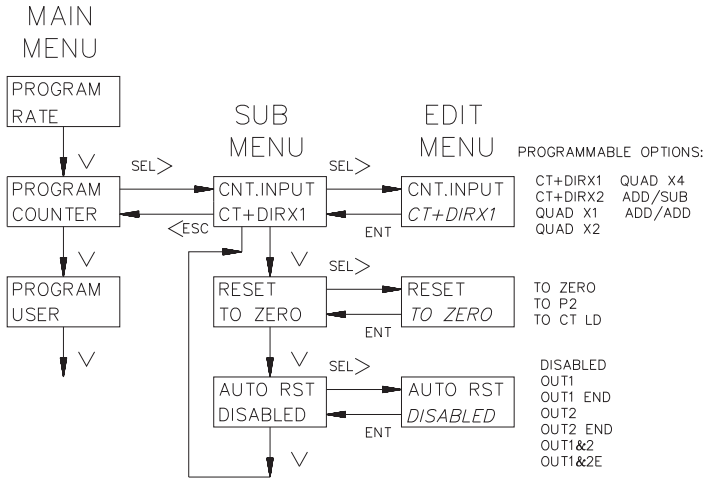 MAIN
MENU
PROGRAM
RATE
SUB
MENU
EDIT
MENU
PROGRAMMABLE OPTIONS:
SEL>
SEL>
PROGRAM
COUNTER
CNT.INPUT
CT+DIRX1
CNT.INPUT
CT+DIRX1
CT+DIRX1 QUAD X4
CT+DIRX2 ADD/SUB
QUAD X1 ADD/ADD
QUAD X2
<ESC
ENT
SEL>
PROGRAM
USER
RESET
TO ZERO
RESET
TO ZERO
TO ZERO
TO P2
TO CT LD
ENT
SEL>
AUTO RST
DISABLED
AUTO RST
DISABLED
DISABLED
OUT1
OUT1 END
OUT2
OUT2 END
OUT1&2
OUT1&2E
ENT